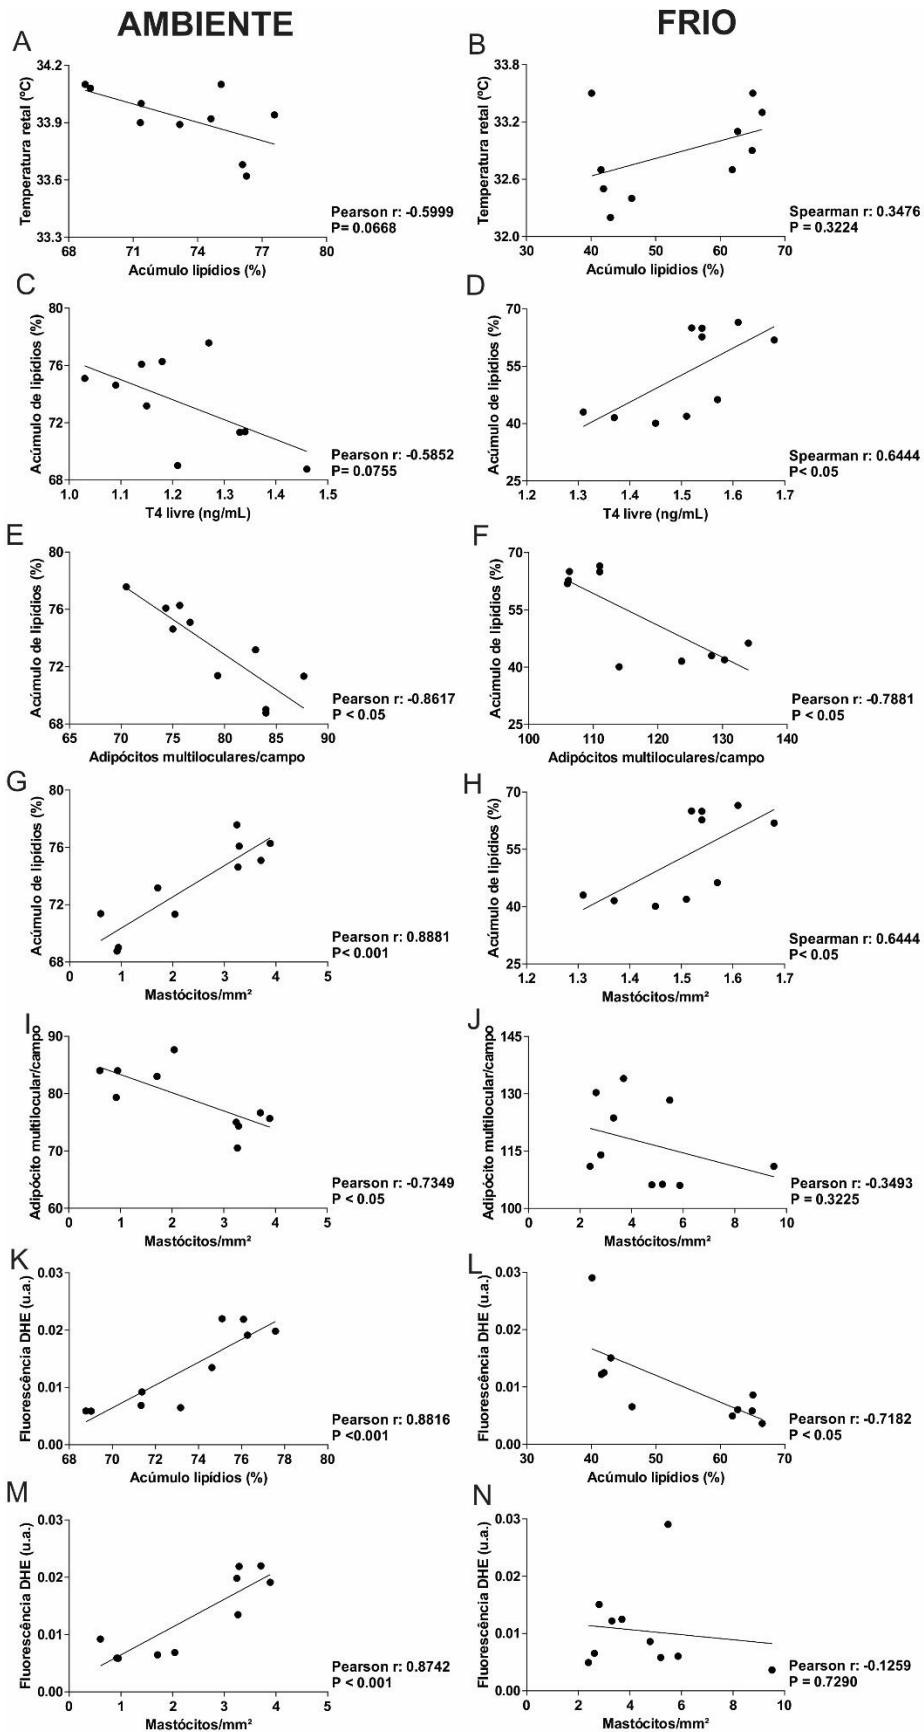 AMBIENTE
FRIO
A
34.2
33.9
33.6
33.3
Temperatura retal (ºC)
68 71 74 77 80
Acúmulo lipídios (%)
Pearson r: -0.5999
P= 0.0668
B
33.8
33.2
32.6
32.0
Temperatura retal (ºC)
30 40 50 60 70
Acúmulo lipídios (%)
Spearman r: 0.3476
P = 0.3224
C
80
76
72
68
Acúmulo de lipídios (%)
1.0 1.1 1.2 1.3 1.4 1.5
T4 livre (ng/mL)
Pearson r: -0.5852
P= 0.0755
D
70
55
40
25
Acúmulo de lipídios (%)
1.2 1.3 1.4 1.5 1.6 1.7
T4 livre (ng/mL)
Spearman r: 0.6444
P< 0.05
E
80
76
72
68
Acúmulo de lipídios (%)
65 70 75 80 85 90
Adipócitos multiloculares/campo
Pearson r: -0.8617
P < 0.05
F
70
55
40
25
Acúmulo de lipídios (%)
100 110 120 130 140
Adipócitos multiloculares/campo
Pearson r: -0.7881
P < 0.05
G
80
76
72
68
Acúmulo de lipídios (%)
0 1 2 3 4 5
Mastócitos/mm²
Pearson r: 0.8881
P< 0.001
H
70
55
40
25
Acúmulo de lipídios (%)
1.2 1.3 1.4 1.5 1.6 1.7
Mastócitos/mm²
Spearman r: 0.6444
P< 0.05
I
90
80
70
60
Adipócito multilocular/campo
0 1 2 3 4 5
Mastócitos/mm²
Pearson r: -0.7349
P < 0.05
J
145
130
115
100
Adipócito multilocular/campo
0 2 4 6 8 10
Mastócitos/mm²
Pearson r: -0.3493
P = 0.3225
K
0.03
0.02
0.01
0.00
Fluorescência DHE (u.a.)
68 70 72 74 76 78 80
Acúmulo lipídios (%)
Pearson r: 0.8816
P <0.001
L
0.03
0.02
0.01
0.00
Fluorescência DHE (u.a.)
30 40 50 60 70
Acúmulo lipídios (%)
Pearson r: -0.7182
P < 0.05
M
0.03
0.02
0.01
0.00
Fluorescência DHE (u.a.)
0 1 2 3 4 5
Mastócitos/mm²
Pearson r: 0.8742
P < 0.001
N
0.03
0.02
0.01
0.00
Fluorescência DHE (u.a.)
0 2 4 6 8 10
Mastócitos/mm²
Pearson r: -0.1259
P = 0.7290